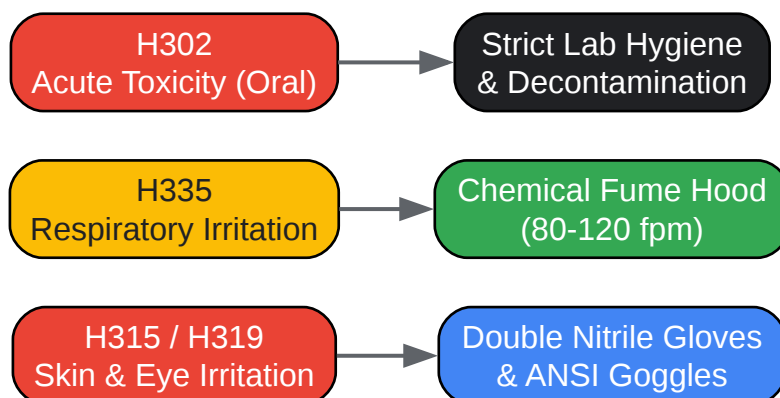 H302
Acute Toxicity (Oral)
Strict Lab Hygiene
& Decontamination
H335
Respiratory Irritation
Chemical Fume Hood
(80-120 fpm)
H315 / H319
Skin & Eye Irritation
Double Nitrile Gloves
& ANSI Goggles